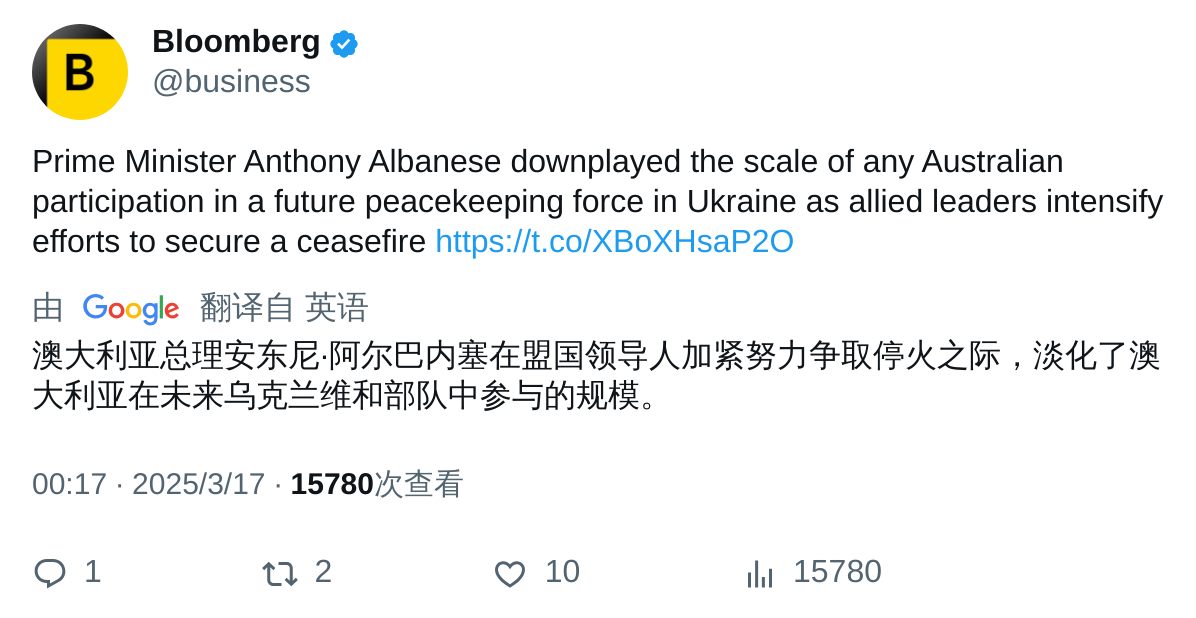 B
Bloomberg
@business
Prime Minister Anthony Albanese downplayed the scale of any Australian
participation in a future peacekeeping force in Ukraine as allied leaders intensify
efforts to secure a ceasefire https://t.co/XBoXHsaP2O
由 Google 翻译自 英语
澳大利亚总理安东尼·阿尔巴内塞在盟国领导人加紧努力争取停火之际，淡化了澳
大利亚在未来乌克兰维和部队中参与的规模。
00:17 · 2025/3/17 · 15780次查看
1 2 10 15780